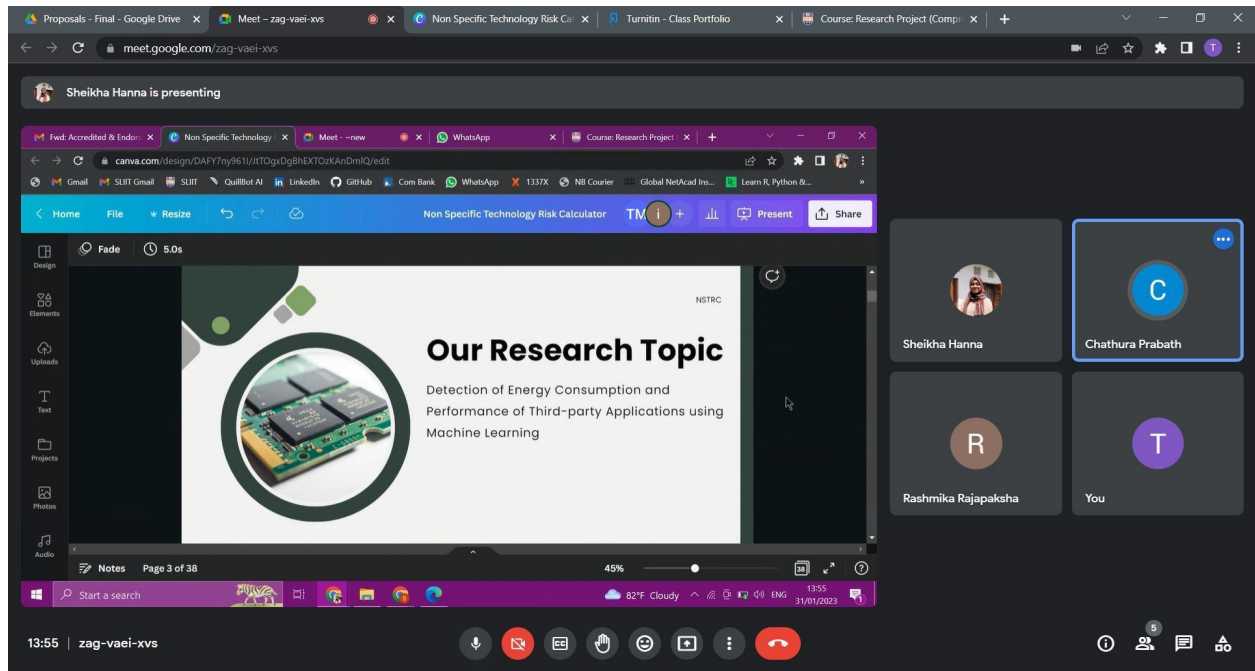 Proposals - Final - Google Drive
Meet – zag-vaei-xvs
Non Specific Technology Risk Cal
Turnitin - Class Portfolio
Course: Research Project (Compr
meet.google.com/zag-vaei-xvs
T
Sheikha Hanna is presenting
Fwd: Accredited & Endor
Non Specific Technology
Meet - ~new
WhatsApp
Course: Research Project
canva.com/design/DAFY7ny961I/JtTOgxDgBhEXTOzKAnDmlQ/edit
Gmail
SLIIT Gmail
SLIIT
QuillBot AI
LinkedIn
GitHub
Com Bank
WhatsApp
1337X
NB Courier
Global NetAcad Ins...
Learn R, Python &...
Home
File
Resize
Non Specific Technology Risk Calculator
TM
i
Present
Share
Design
Elements
Uploads
Text
Projects
Photos
Audio
Fade
5.0s
NSTRC
Our Research Topic
Detection of Energy Consumption and
Performance of Third-party Applications using
Machine Learning
Notes
Page 3 of 38
45%
38
Start a search
82°F Cloudy
ENG
13:55
31/01/2023
Sheikha Hanna
C
Chathura Prabath
R
Rashmika Rajapaksha
T
You
13:55
zag-vaei-xvs
5